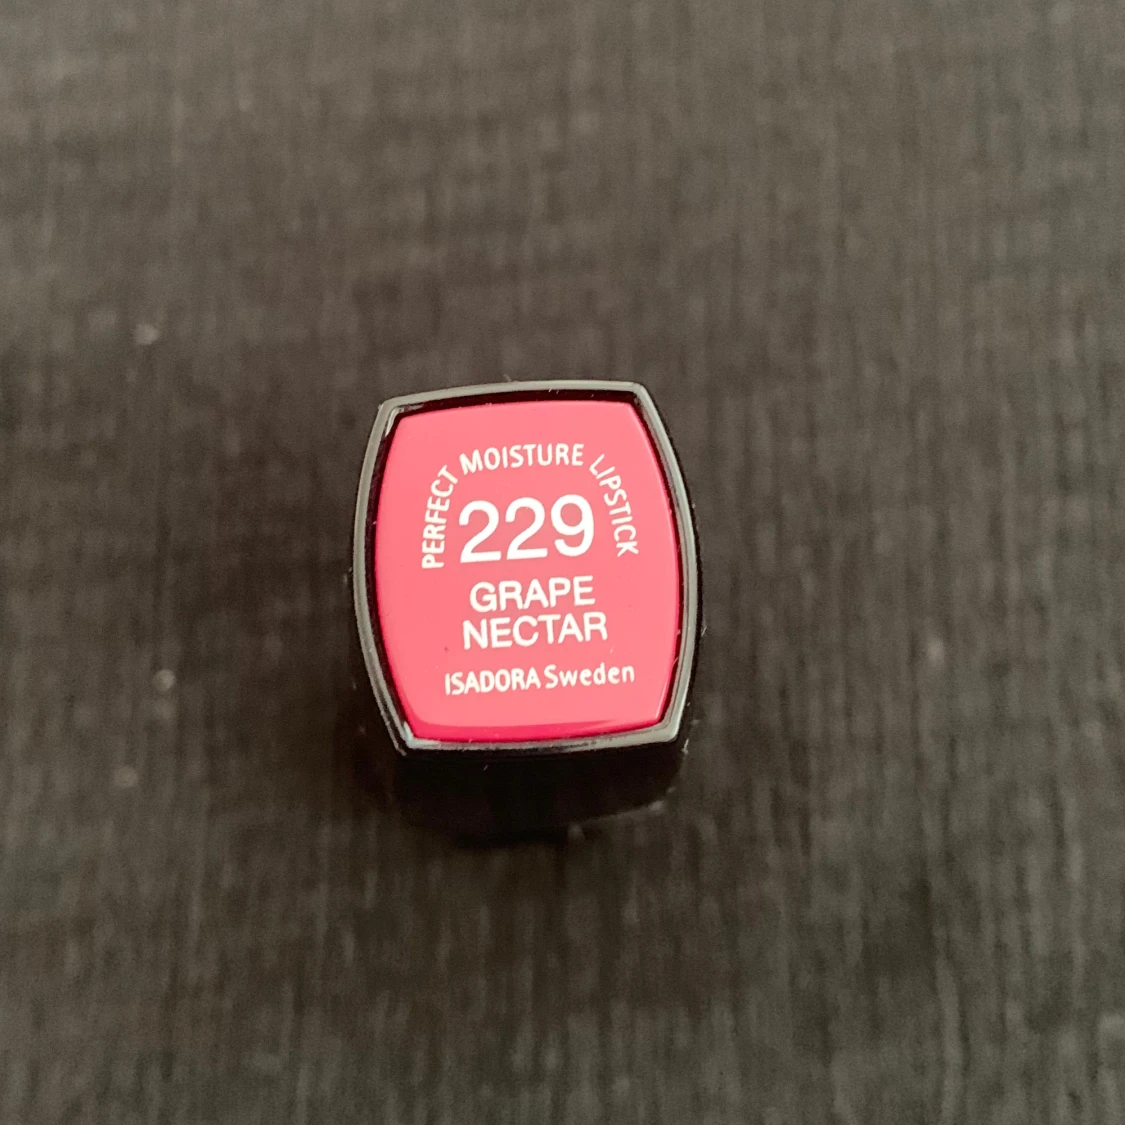 PERFECT MOISTURE LIPSTICK
229
GRAPE
NECTAR
ISADORA Sweden